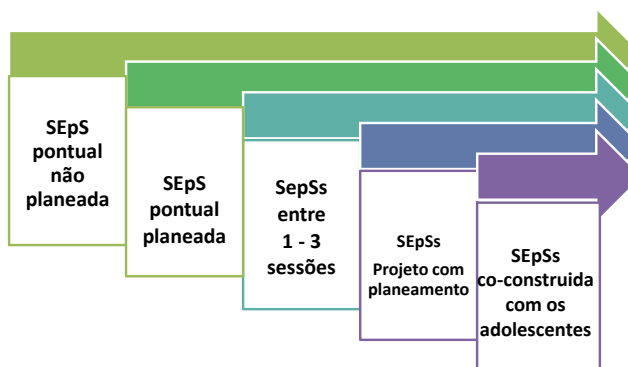 SEpS
pontual
não
planeada
SEpS
pontual
planeada
SepSs
entre
1 - 3
sessões
SEpSs
Projeto com
planeamento
SEpSs
co-construida
com os
adolescentes